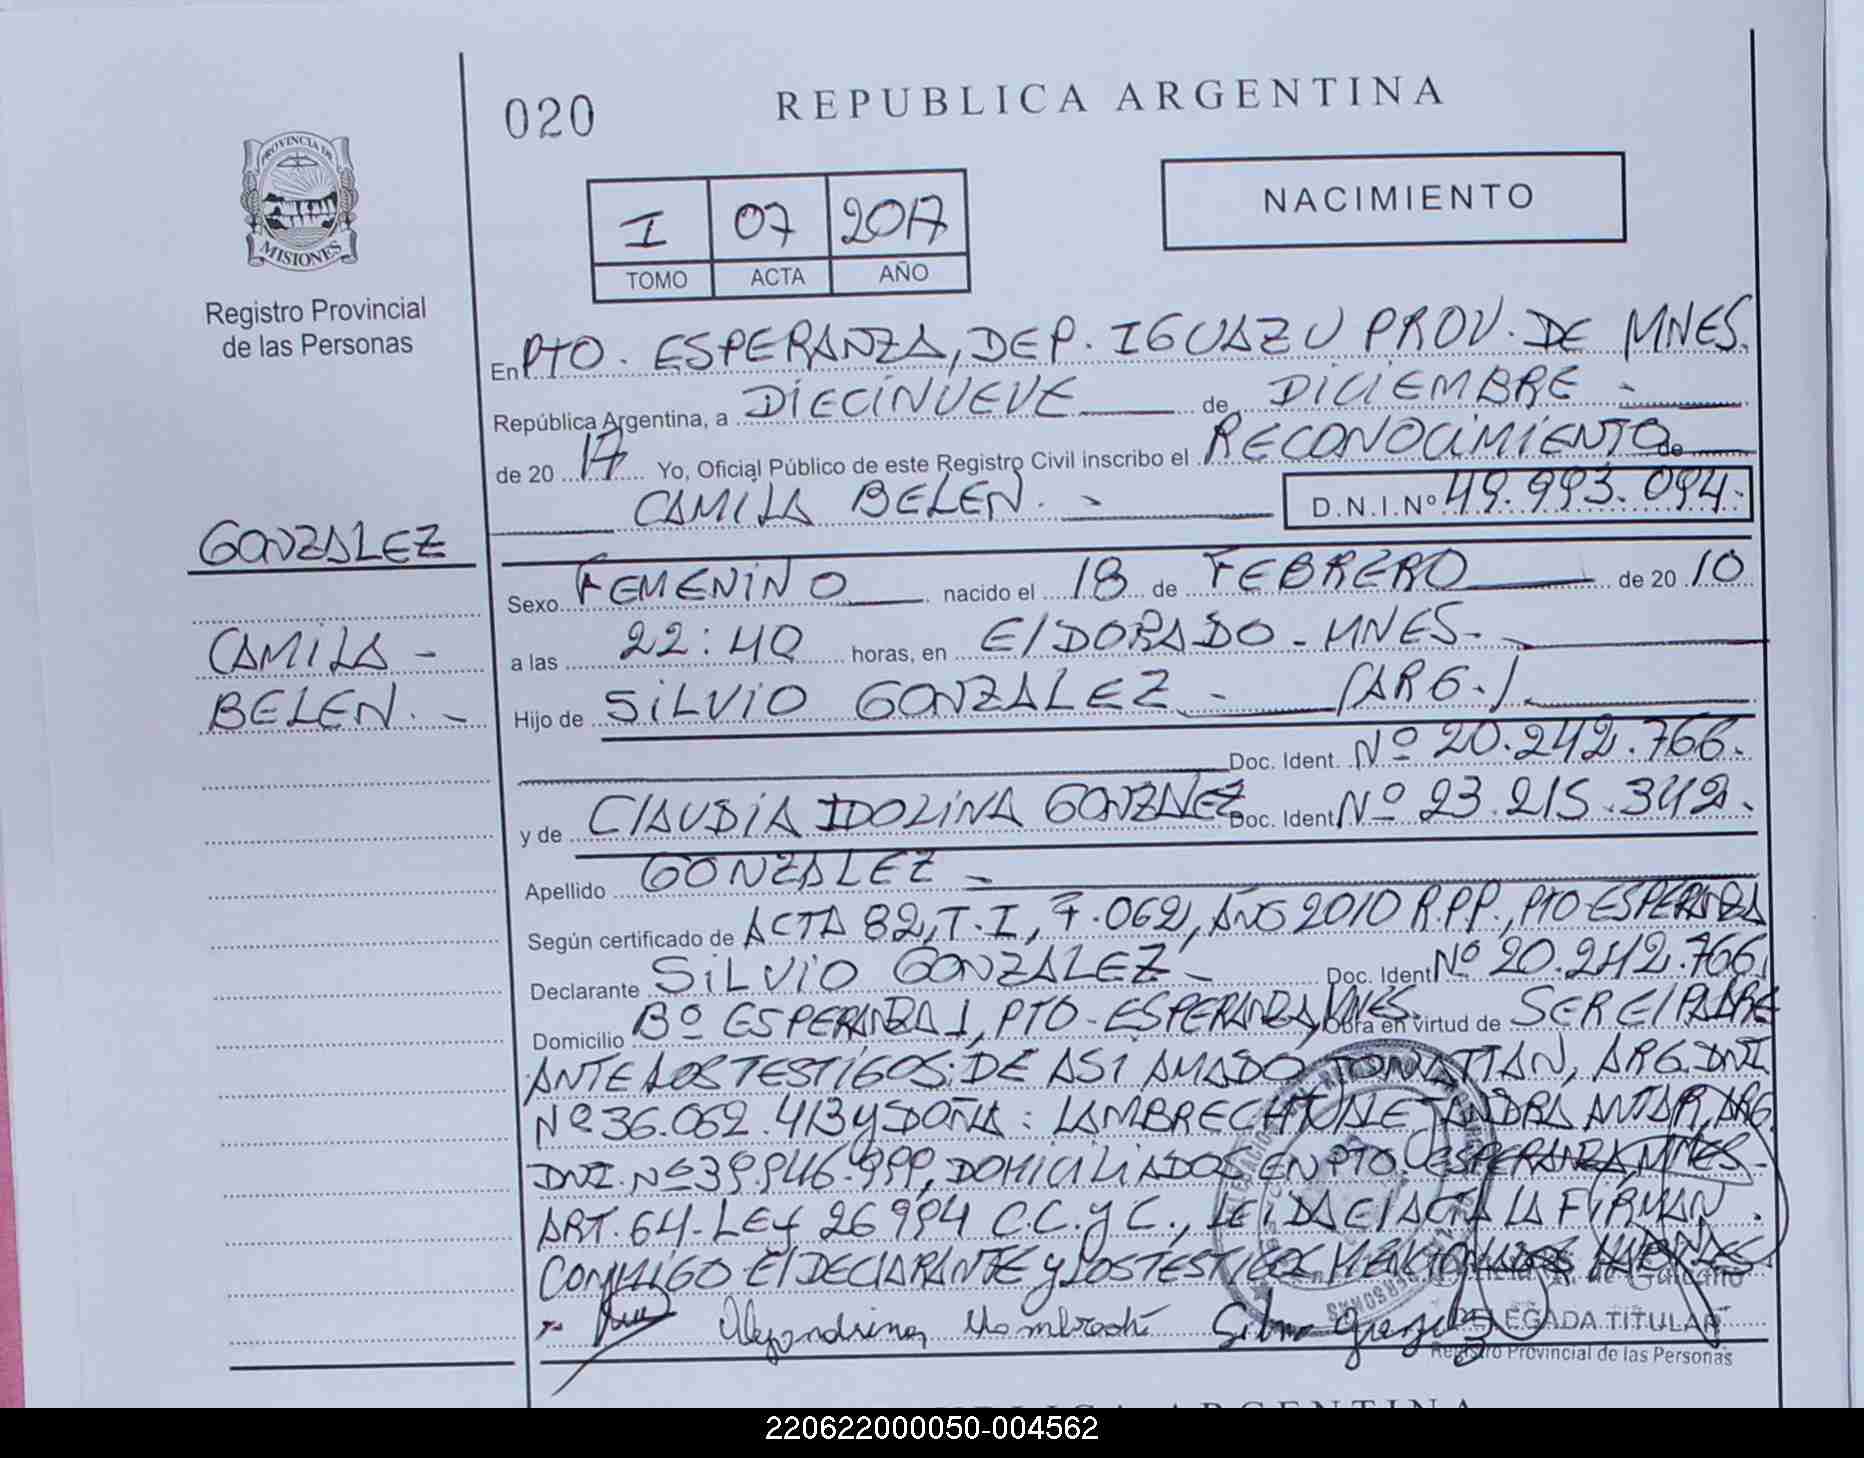 020
REPUBLICA ARGENTINA
PROVINCIA DE
MISIONES
Registro Provincial
de las Personas
I 07 2017
TOMO ACTA AÑO
NACIMIENTO
En PTO. ESPERANZA, DEP. IGUAZU PROV. DE MNES.
República Argentina, a DIECINUEVE de DICIEMBRE -
de 20 17 Yo, Oficial Público de este Registro Civil inscribo el RECONOCIMIENTO de
CAMILA BELEN. - D.N.I.Nº 49.993.094.
GONZALEZ
CAMILA -
BELEN. -
Sexo FEMENINO nacido el 18 de FEBRERO de 20 10
a las 22:40 horas, en ElDORADO - MNES-
Hijo de SILVIO GONZALEZ - (ARG.)
Doc. Ident. Nº 20.242.766.
y de ClAUDIA IDOLINA GONZALEZ Doc. Ident. Nº 23.215.342.
Apellido GONZALEZ -
Según certificado de ACTA 82, T. I, F.062, AÑO 2010 R.P.P., PTO ESPERANZA
Declarante SILVIO GONZALEZ - Doc. Ident. Nº 20.242.766,
Domicilio Bº ESPERANZA 1, PTO-ESPERANZA, MNES. Obra en virtud de SER El PADRE
ANTE LOS TESTIGOS: DE ASI AMADO, JONATTAN, ARG. DNI
Nº 36.062.413 y DOÑA: LAMBRECHT ALEJANDRA ARG.
DNI. Nº 39.946.999, DOMICILIADOS EN PTO. ESPERANZA, MNES-
ART. 64- LEY 26994 C.C. y C., LEIDA El ACTA LA FIRMAN
CONMIGO El DECLARANTE y LOS TESTIGOS
DELEGADA TITULAR
Registro Provincial de las Personas
REPUBLICA ARGENTINA
220622000050-004562